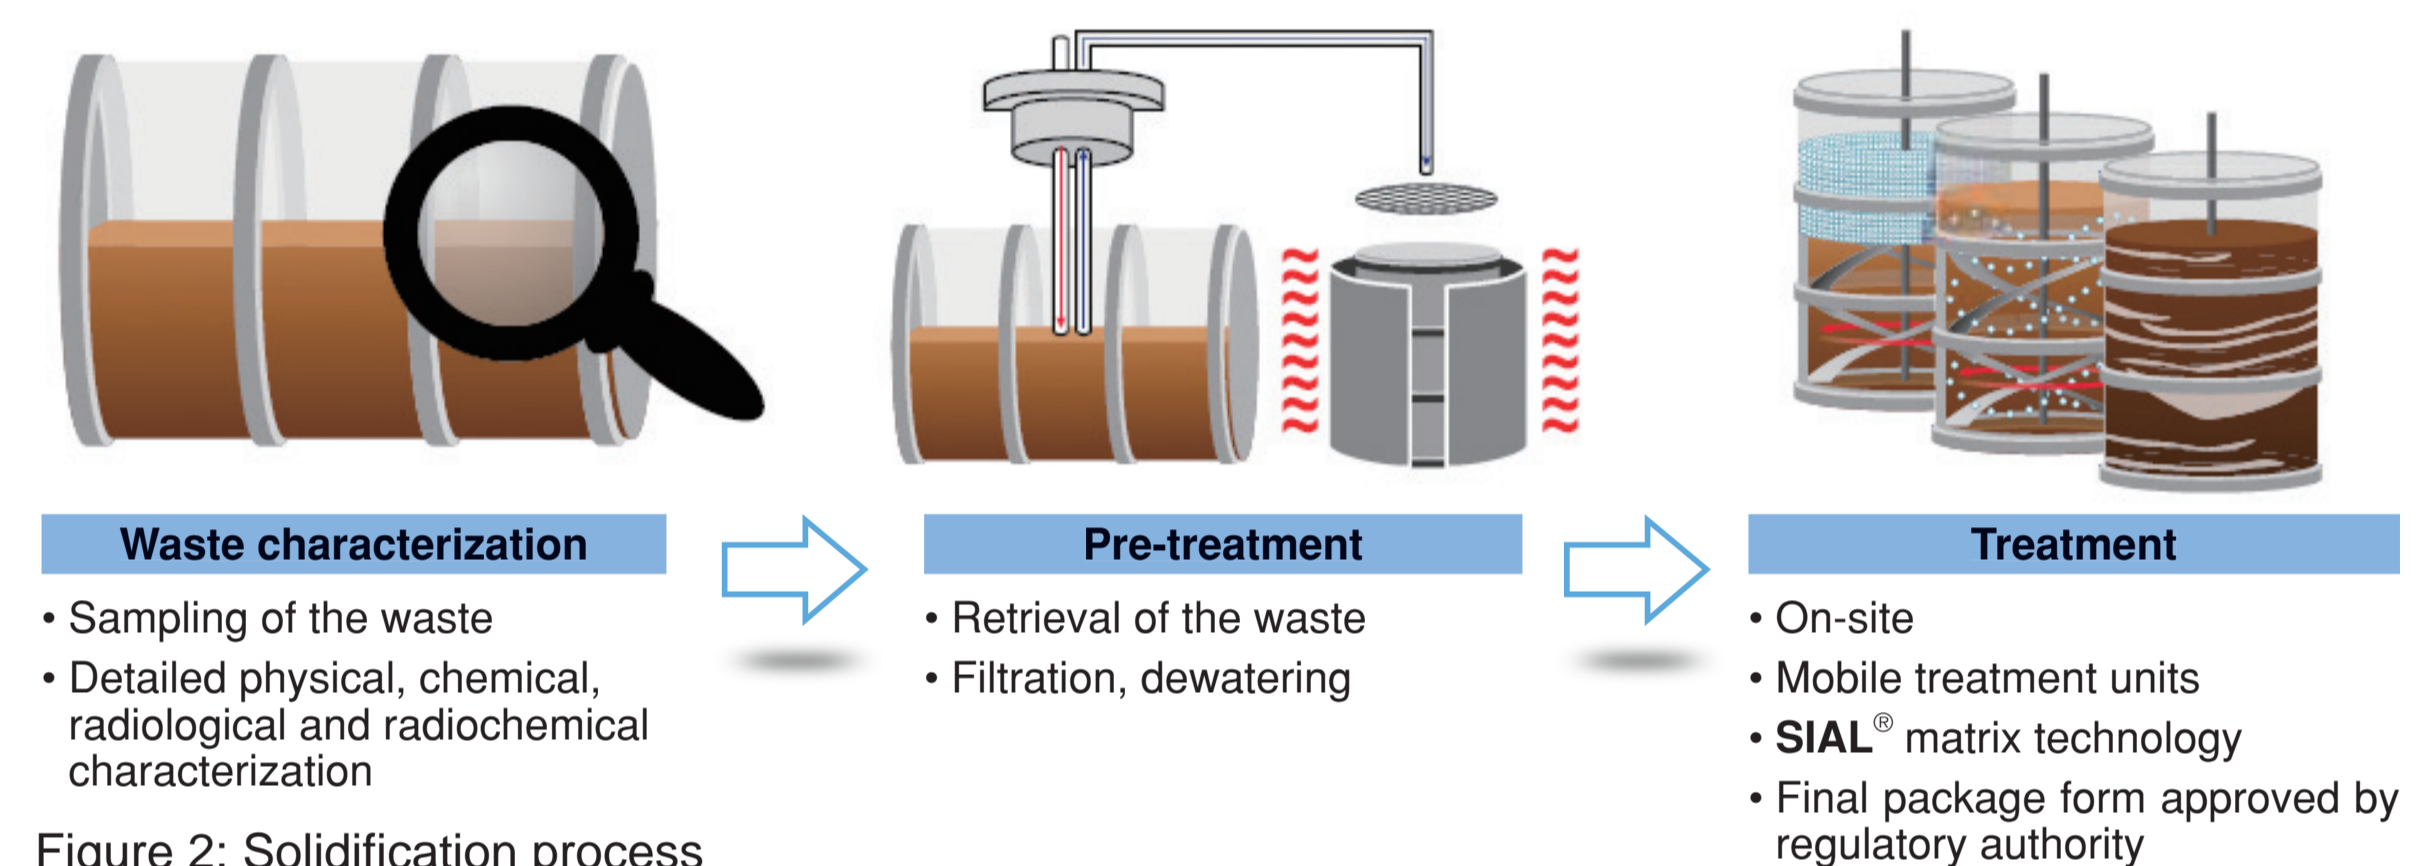 Waste characterization
• Sampling of the waste
• Detailed physical, chemical,
radiological and radiochemical
characterization
Pre-treatment
• Retrieval of the waste
• Filtration, dewatering
Treatment
• On-site
• Mobile treatment units
• SIAL® matrix technology
• Final package form approved by
regulatory authority
Figure 2: Solidification process